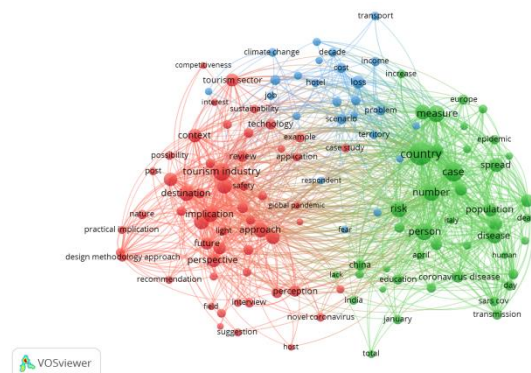 transport
climate change
decade
competitiveness
cost
income
tourism sector
hotel
loss
increase
interest
job
europe
sustainability
measure
technology
scenario
problem
context
example
territory
epidemic
possibility
review
application
case study
country
post
tourism industry
case
spread
destination
safety
respondent
number
nature
implication
global pandemic
risk
population
practical implication
light
approach
person
italy
future
fear
disease
design methodology approach
perspective
april
human
china
recommendation
lack
education
coronavirus disease
day
perception
india
sars cov
field
interview
novel coronavirus
january
transmission
suggestion
host
total
VOSviewer